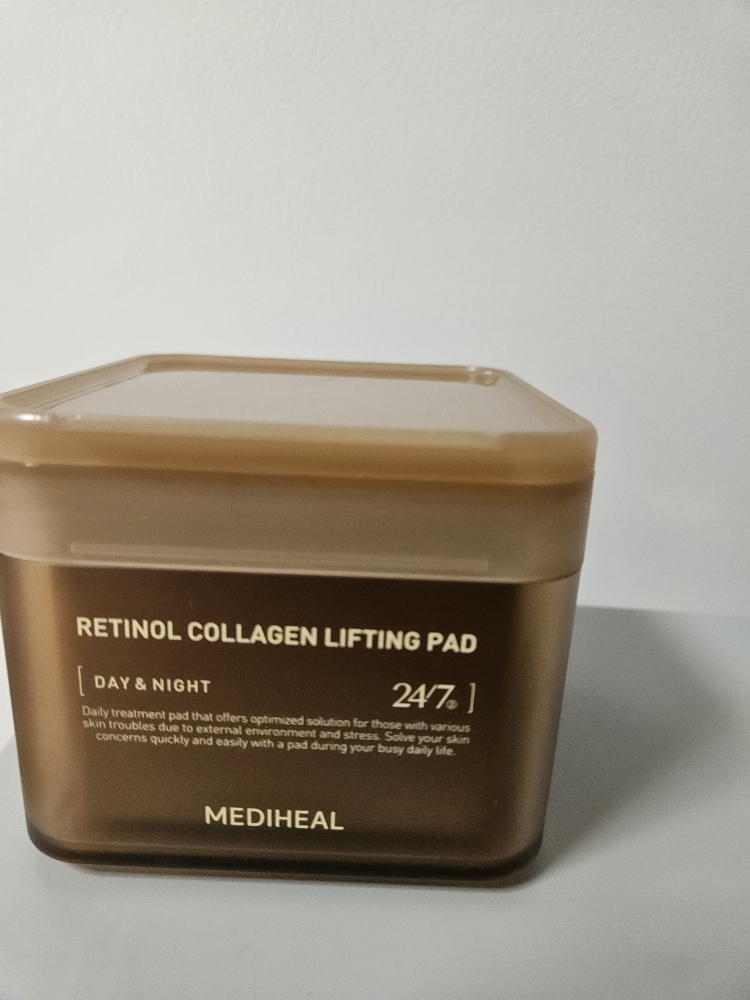 RETINOL COLLAGEN LIFTING PAD
[ DAY & NIGHT 24/7® ]
Daily treatment pad that offers optimized solution for those with various
skin troubles due to external environment and stress. Solve your skin
concerns quickly and easily with a pad during your busy daily life.
MEDIHEAL